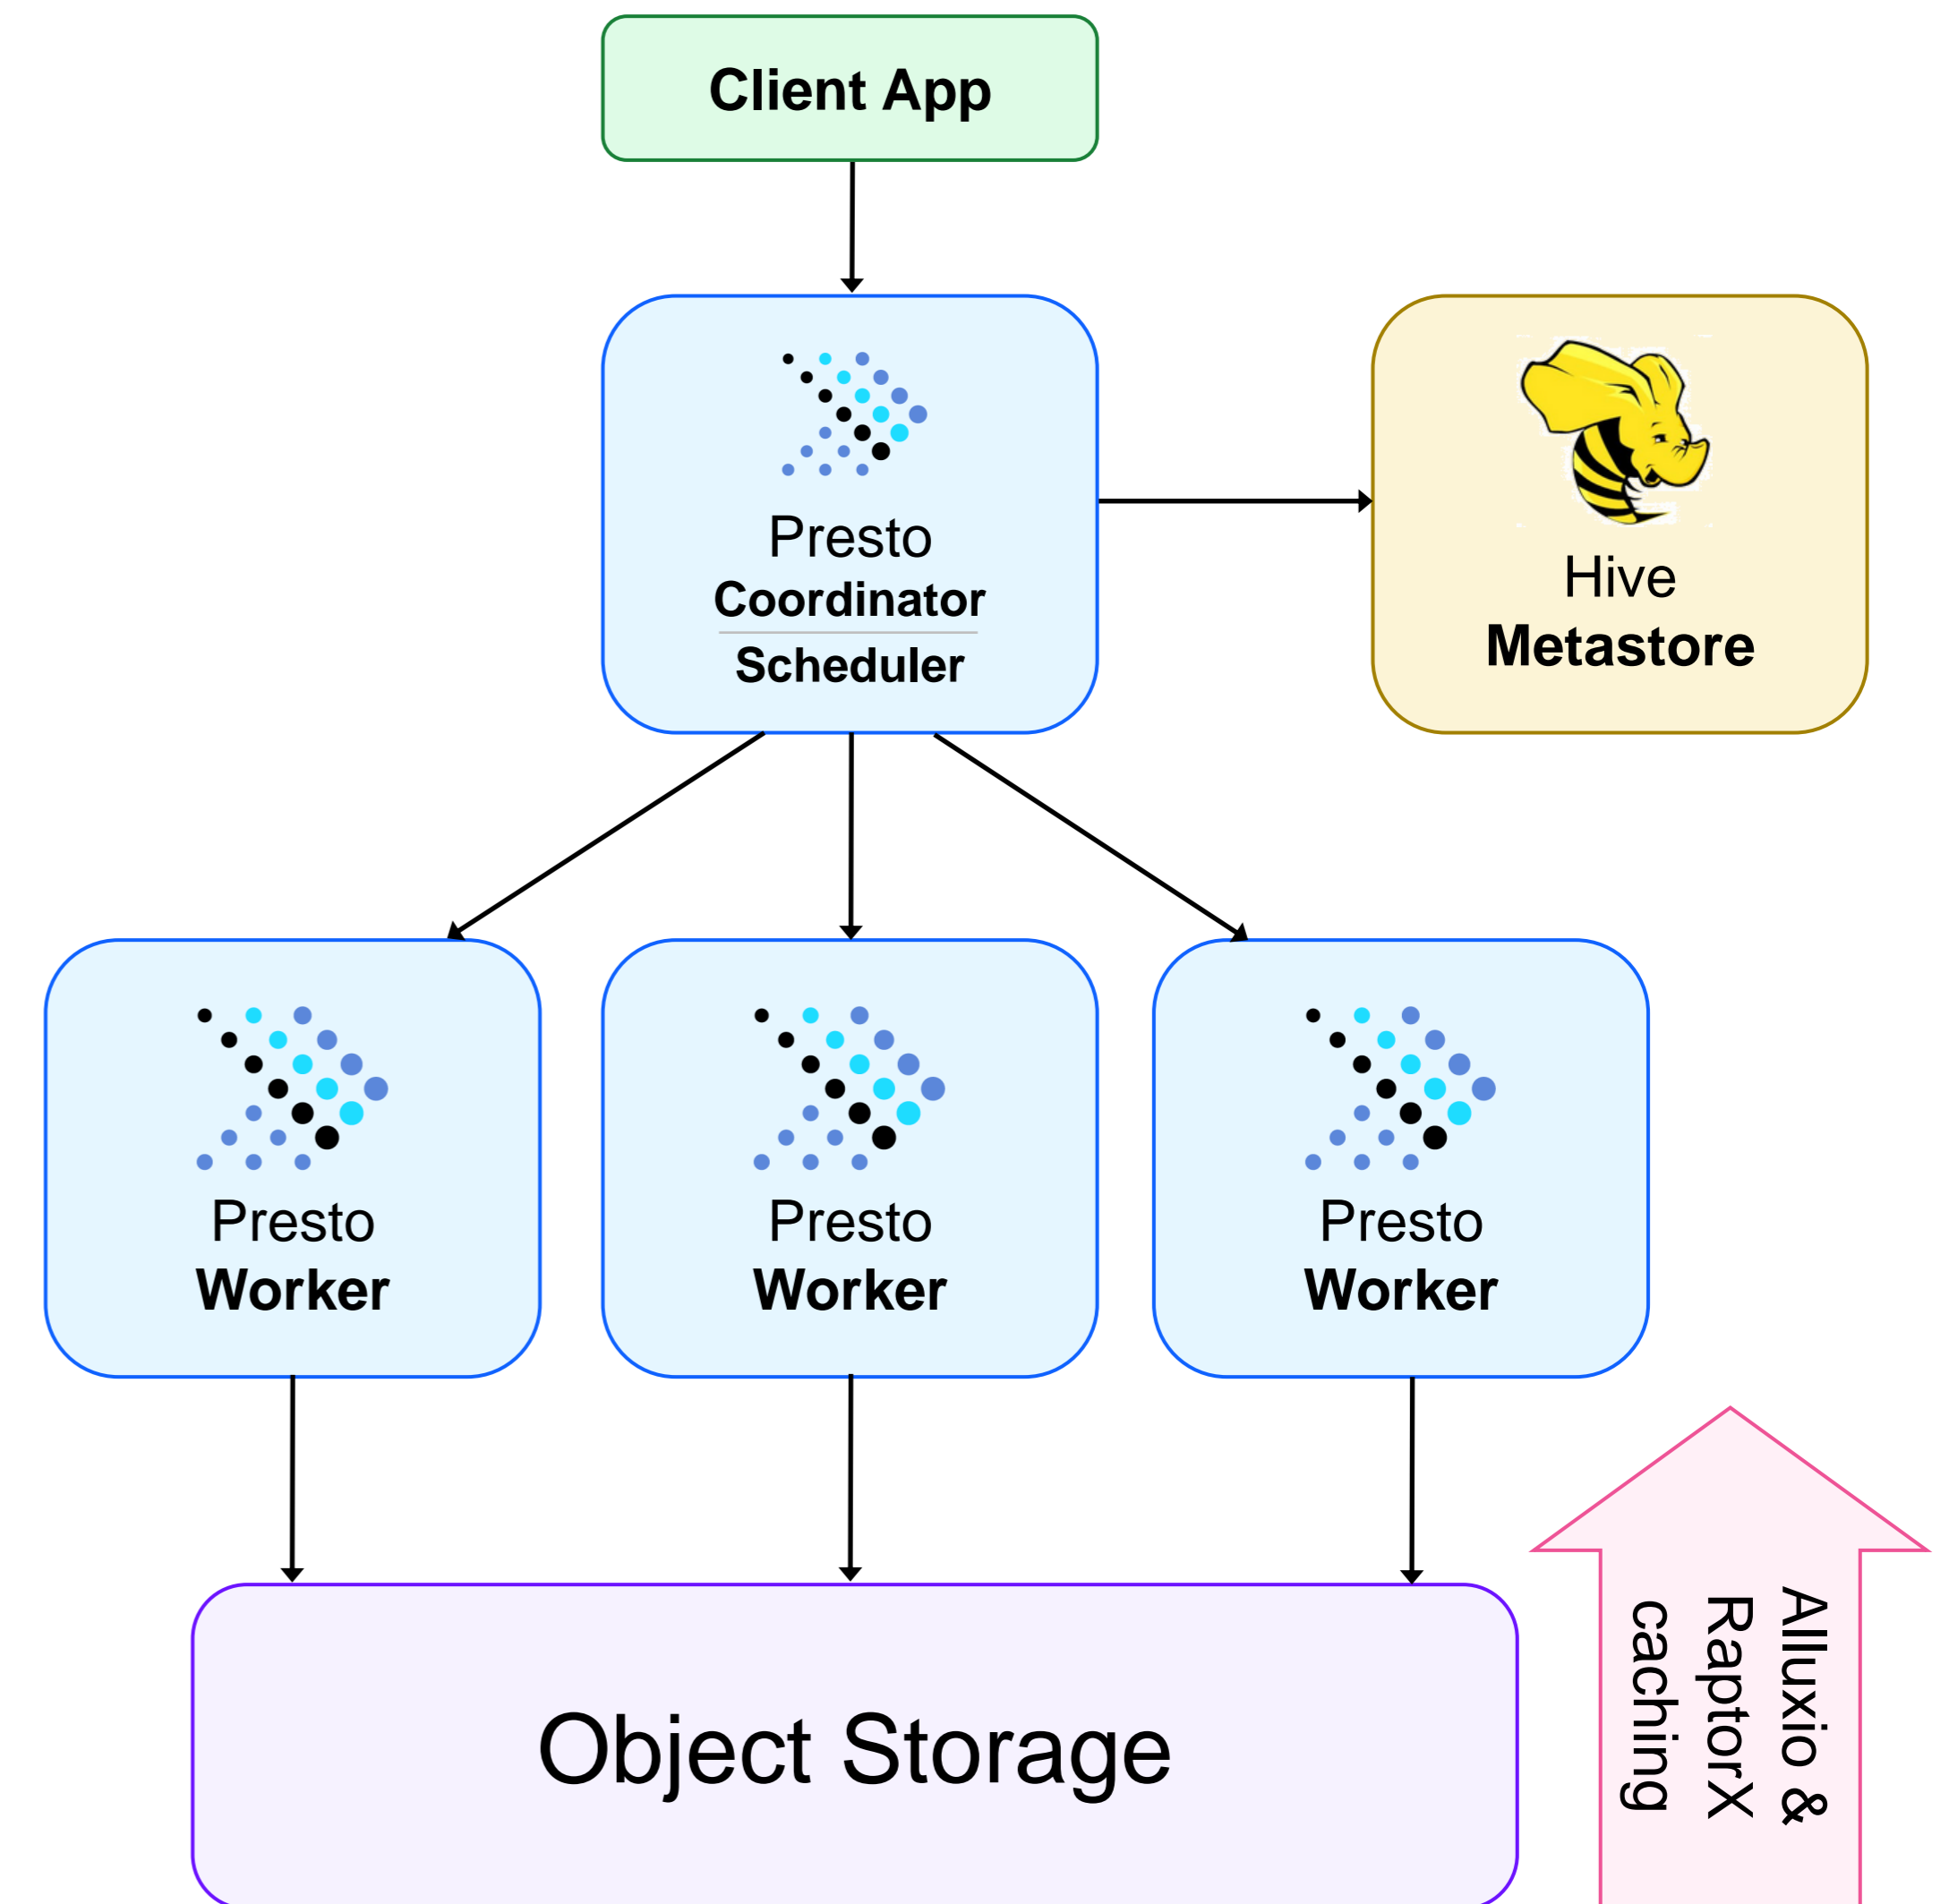 Client App
Presto
Coordinator
Scheduler
Hive
Metastore
Presto
Worker
Presto
Worker
Presto
Worker
Alluxio &
RaptorX
caching
Object Storage